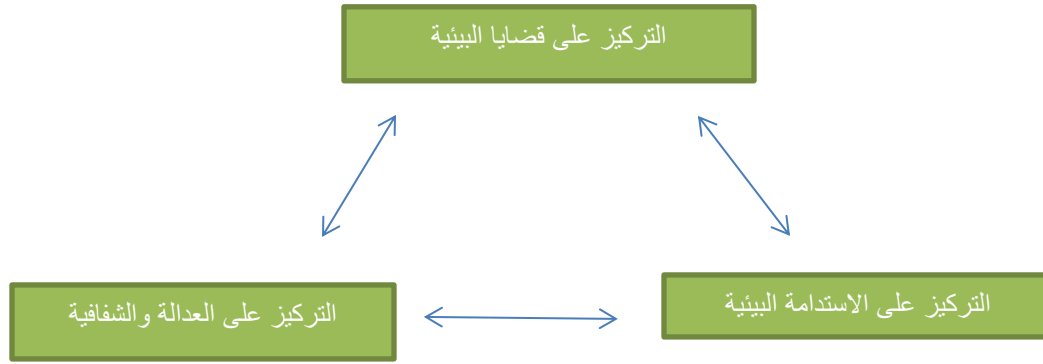 التركيز على قضايا البيئية
التركيز على الاستدامة البيئية
التركيز على العدالة والشفافية